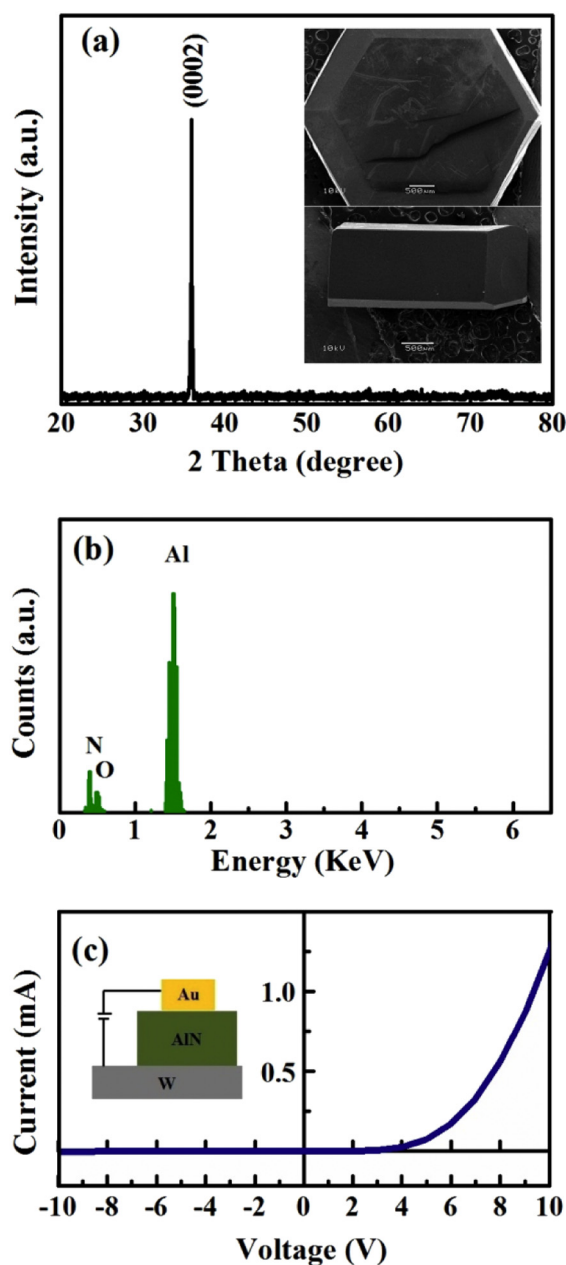 (a)
(0002)
Intensity (a.u.)
10kV 500μm
10kV 500μm
20 30 40 50 60 70 80
2 Theta (degree)
(b)
Al
N
O
Counts (a.u.)
0 1 2 3 4 5 6
Energy (KeV)
(c)
Au
AlN
W
1.0
0.5
Current (mA)
-10 -8 -6 -4 -2 0 2 4 6 8 10
Voltage (V)